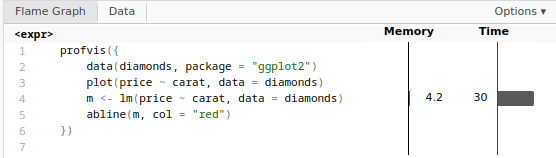 Flame Graph Data Options ▾
<expr> Memory Time
1 profvis({
2 data(diamonds, package = "ggplot2")
3 plot(price ~ carat, data = diamonds)
4 m <- lm(price ~ carat, data = diamonds) 4.2 30
5 abline(m, col = "red")
6 })
7